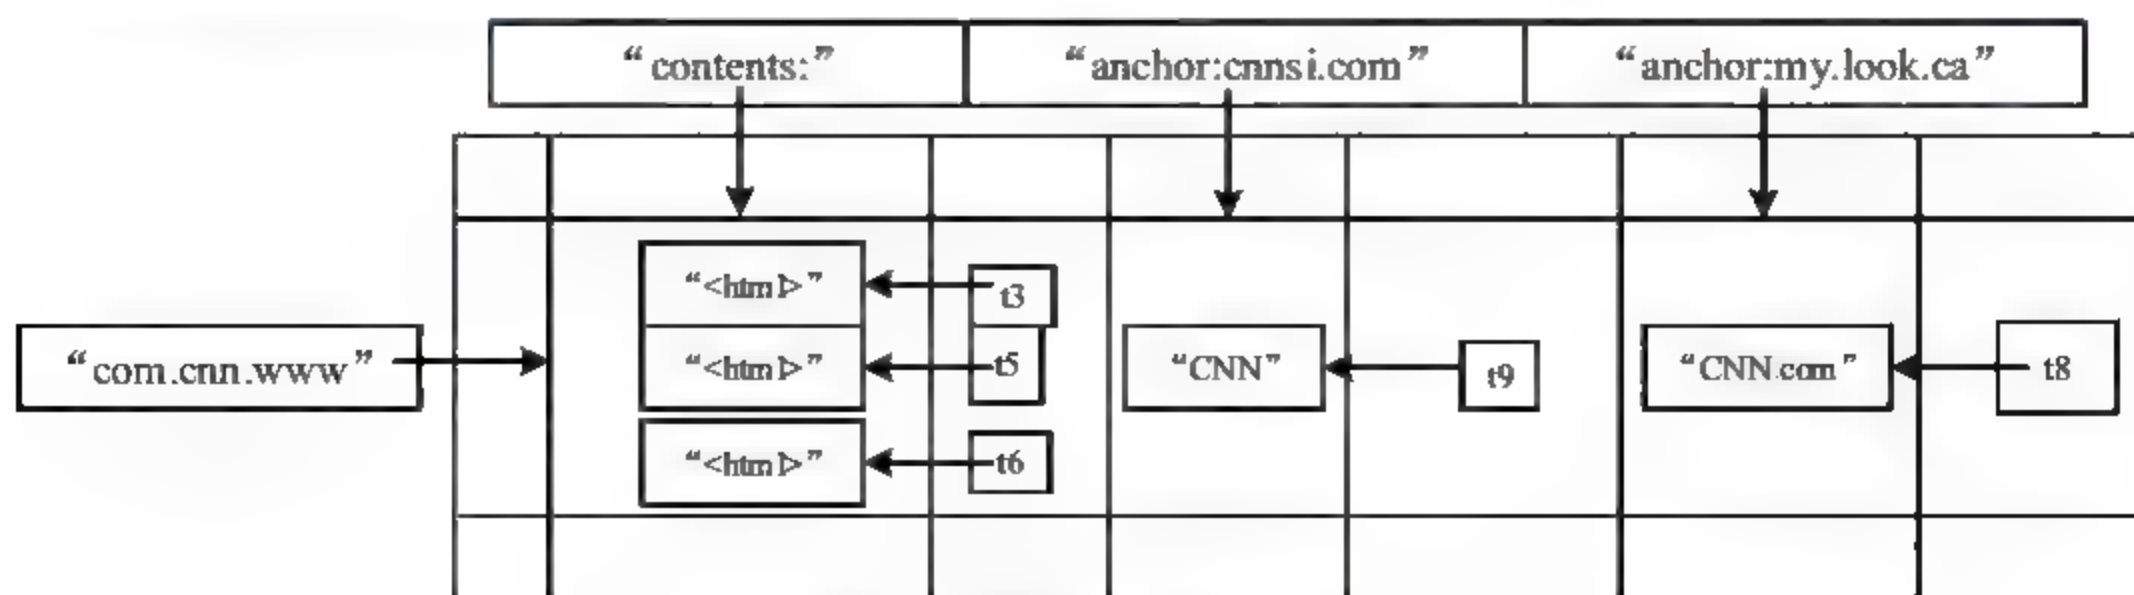 “contents:” “anchor:cnnsi.com” “anchor:my.look.ca”
“<html>” t3
“com.cnn.www” “<html>” t5 “CNN” t9 “CNN.com” t8
“<html>” t6